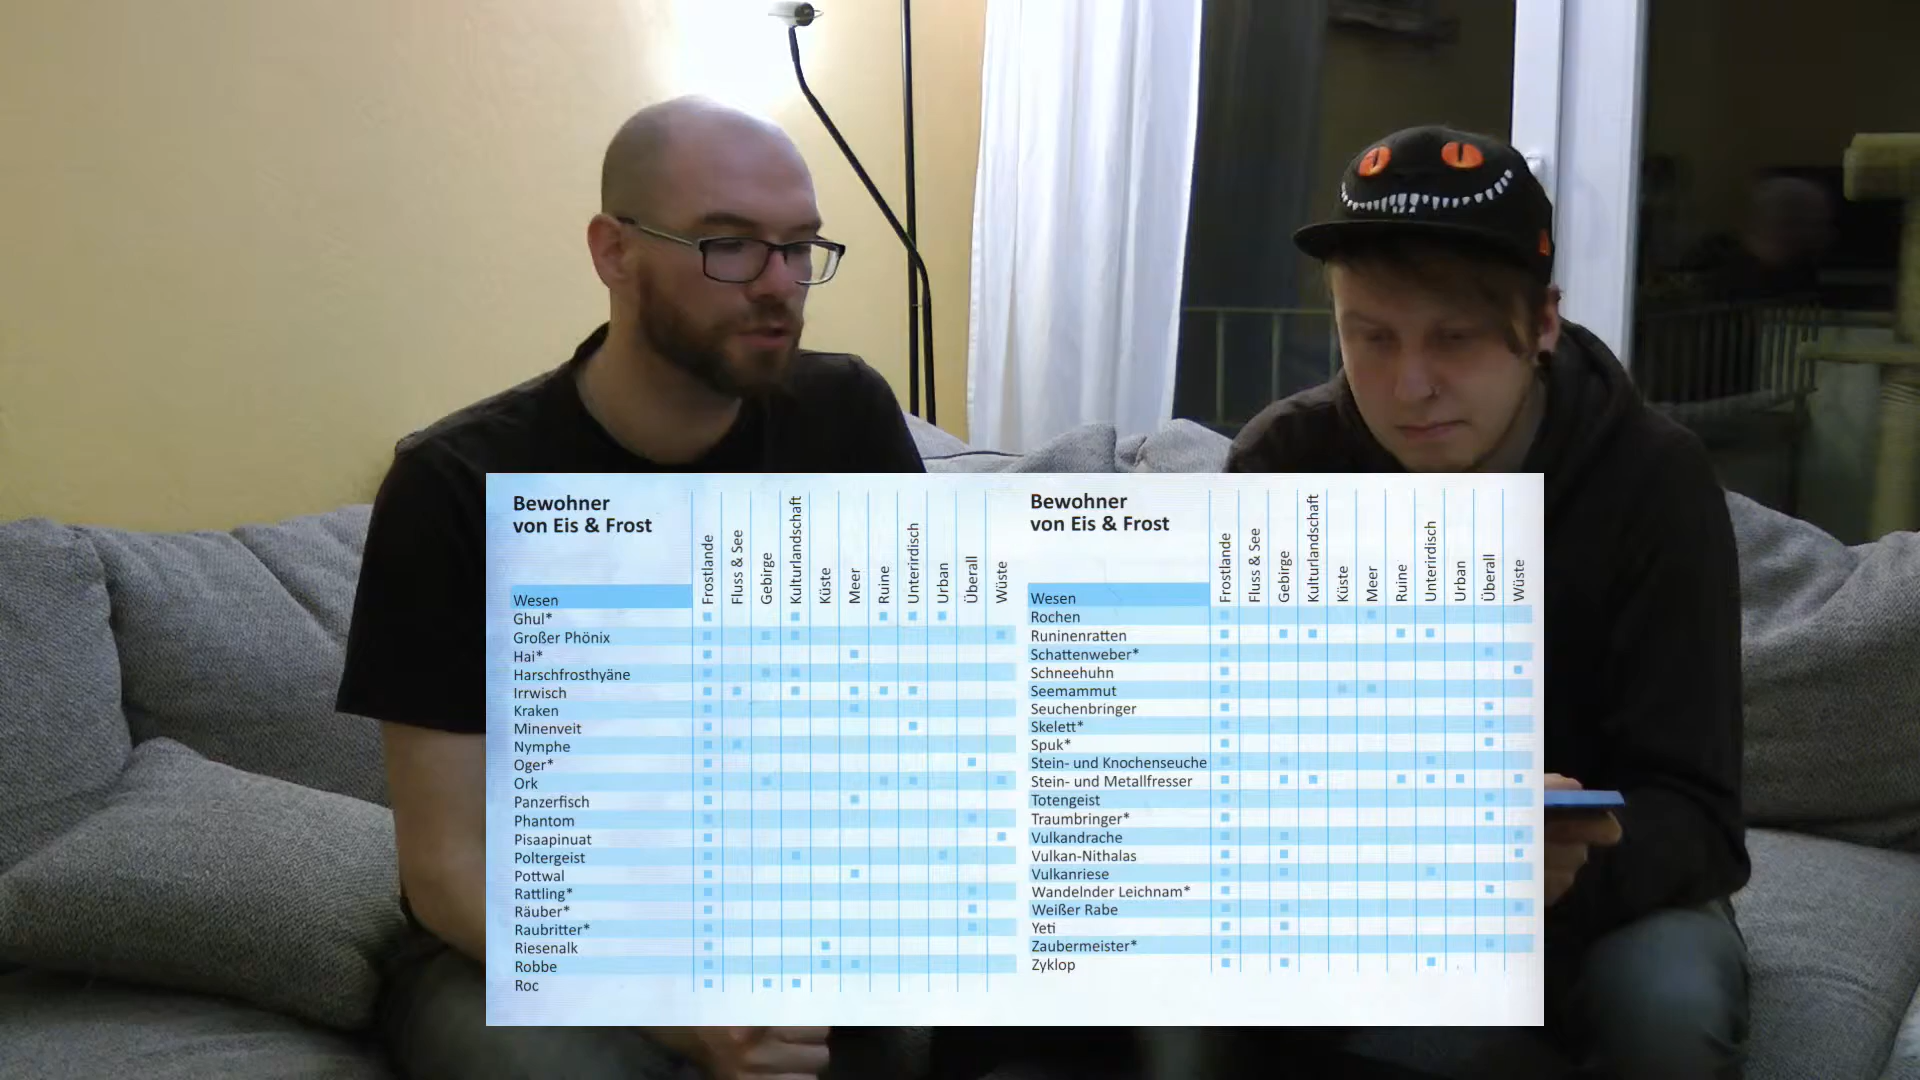 Bewohner
von Eis & Frost
Frostlande
Fluss & See
Gebirge
Kulturlandschaft
Küste
Meer
Ruine
Unterirdisch
Urban
Überall
Wüste
Wesen
Ghul*
Großer Phönix
Hai*
Harschfrosthyäne
Irrwisch
Kraken
Minenveit
Nymphe
Oger*
Ork
Panzerfisch
Phantom
Pisaapinuat
Poltergeist
Pottwal
Rattling*
Räuber*
Raubritter*
Riesenalk
Robbe
Roc
Bewohner
von Eis & Frost
Frostlande
Fluss & See
Gebirge
Kulturlandschaft
Küste
Meer
Ruine
Unterirdisch
Urban
Überall
Wüste
Wesen
Rochen
Runinenratten
Schattenweber*
Schneehuhn
Seemammut
Seuchenbringer
Skelett*
Spuk*
Stein- und Knochenseuche
Stein- und Metallfresser
Totengeist
Traumbringer*
Vulkandrache
Vulkan-Nithalas
Vulkanriese
Wandelnder Leichnam*
Weißer Rabe
Yeti
Zaubermeister*
Zyklop